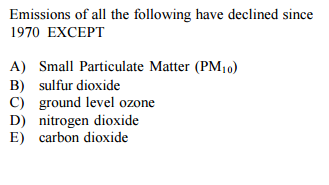 Emissions of all the following have declined since
1970 EXCEPT
A) Small Particulate Matter (PM₁₀)
B) sulfur dioxide
C) ground level ozone
D) nitrogen dioxide
E) carbon dioxide